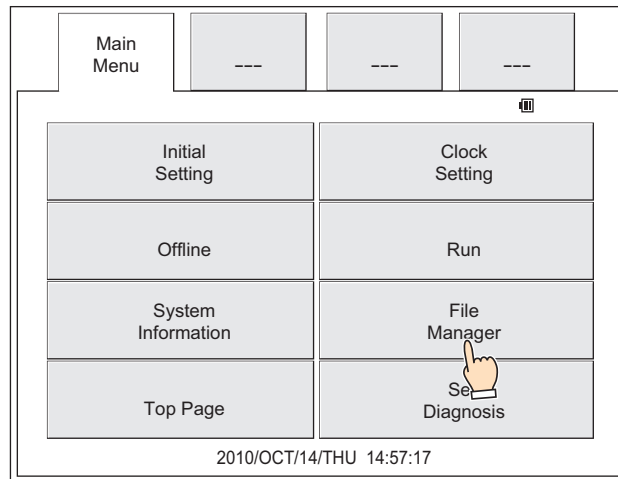 Main
Menu
---
---
---
Initial
Setting
Clock
Setting
Offline
Run
System
Information
File
Manager
Top Page
Se
Diagnosis
2010/OCT/14/THU 14:57:17